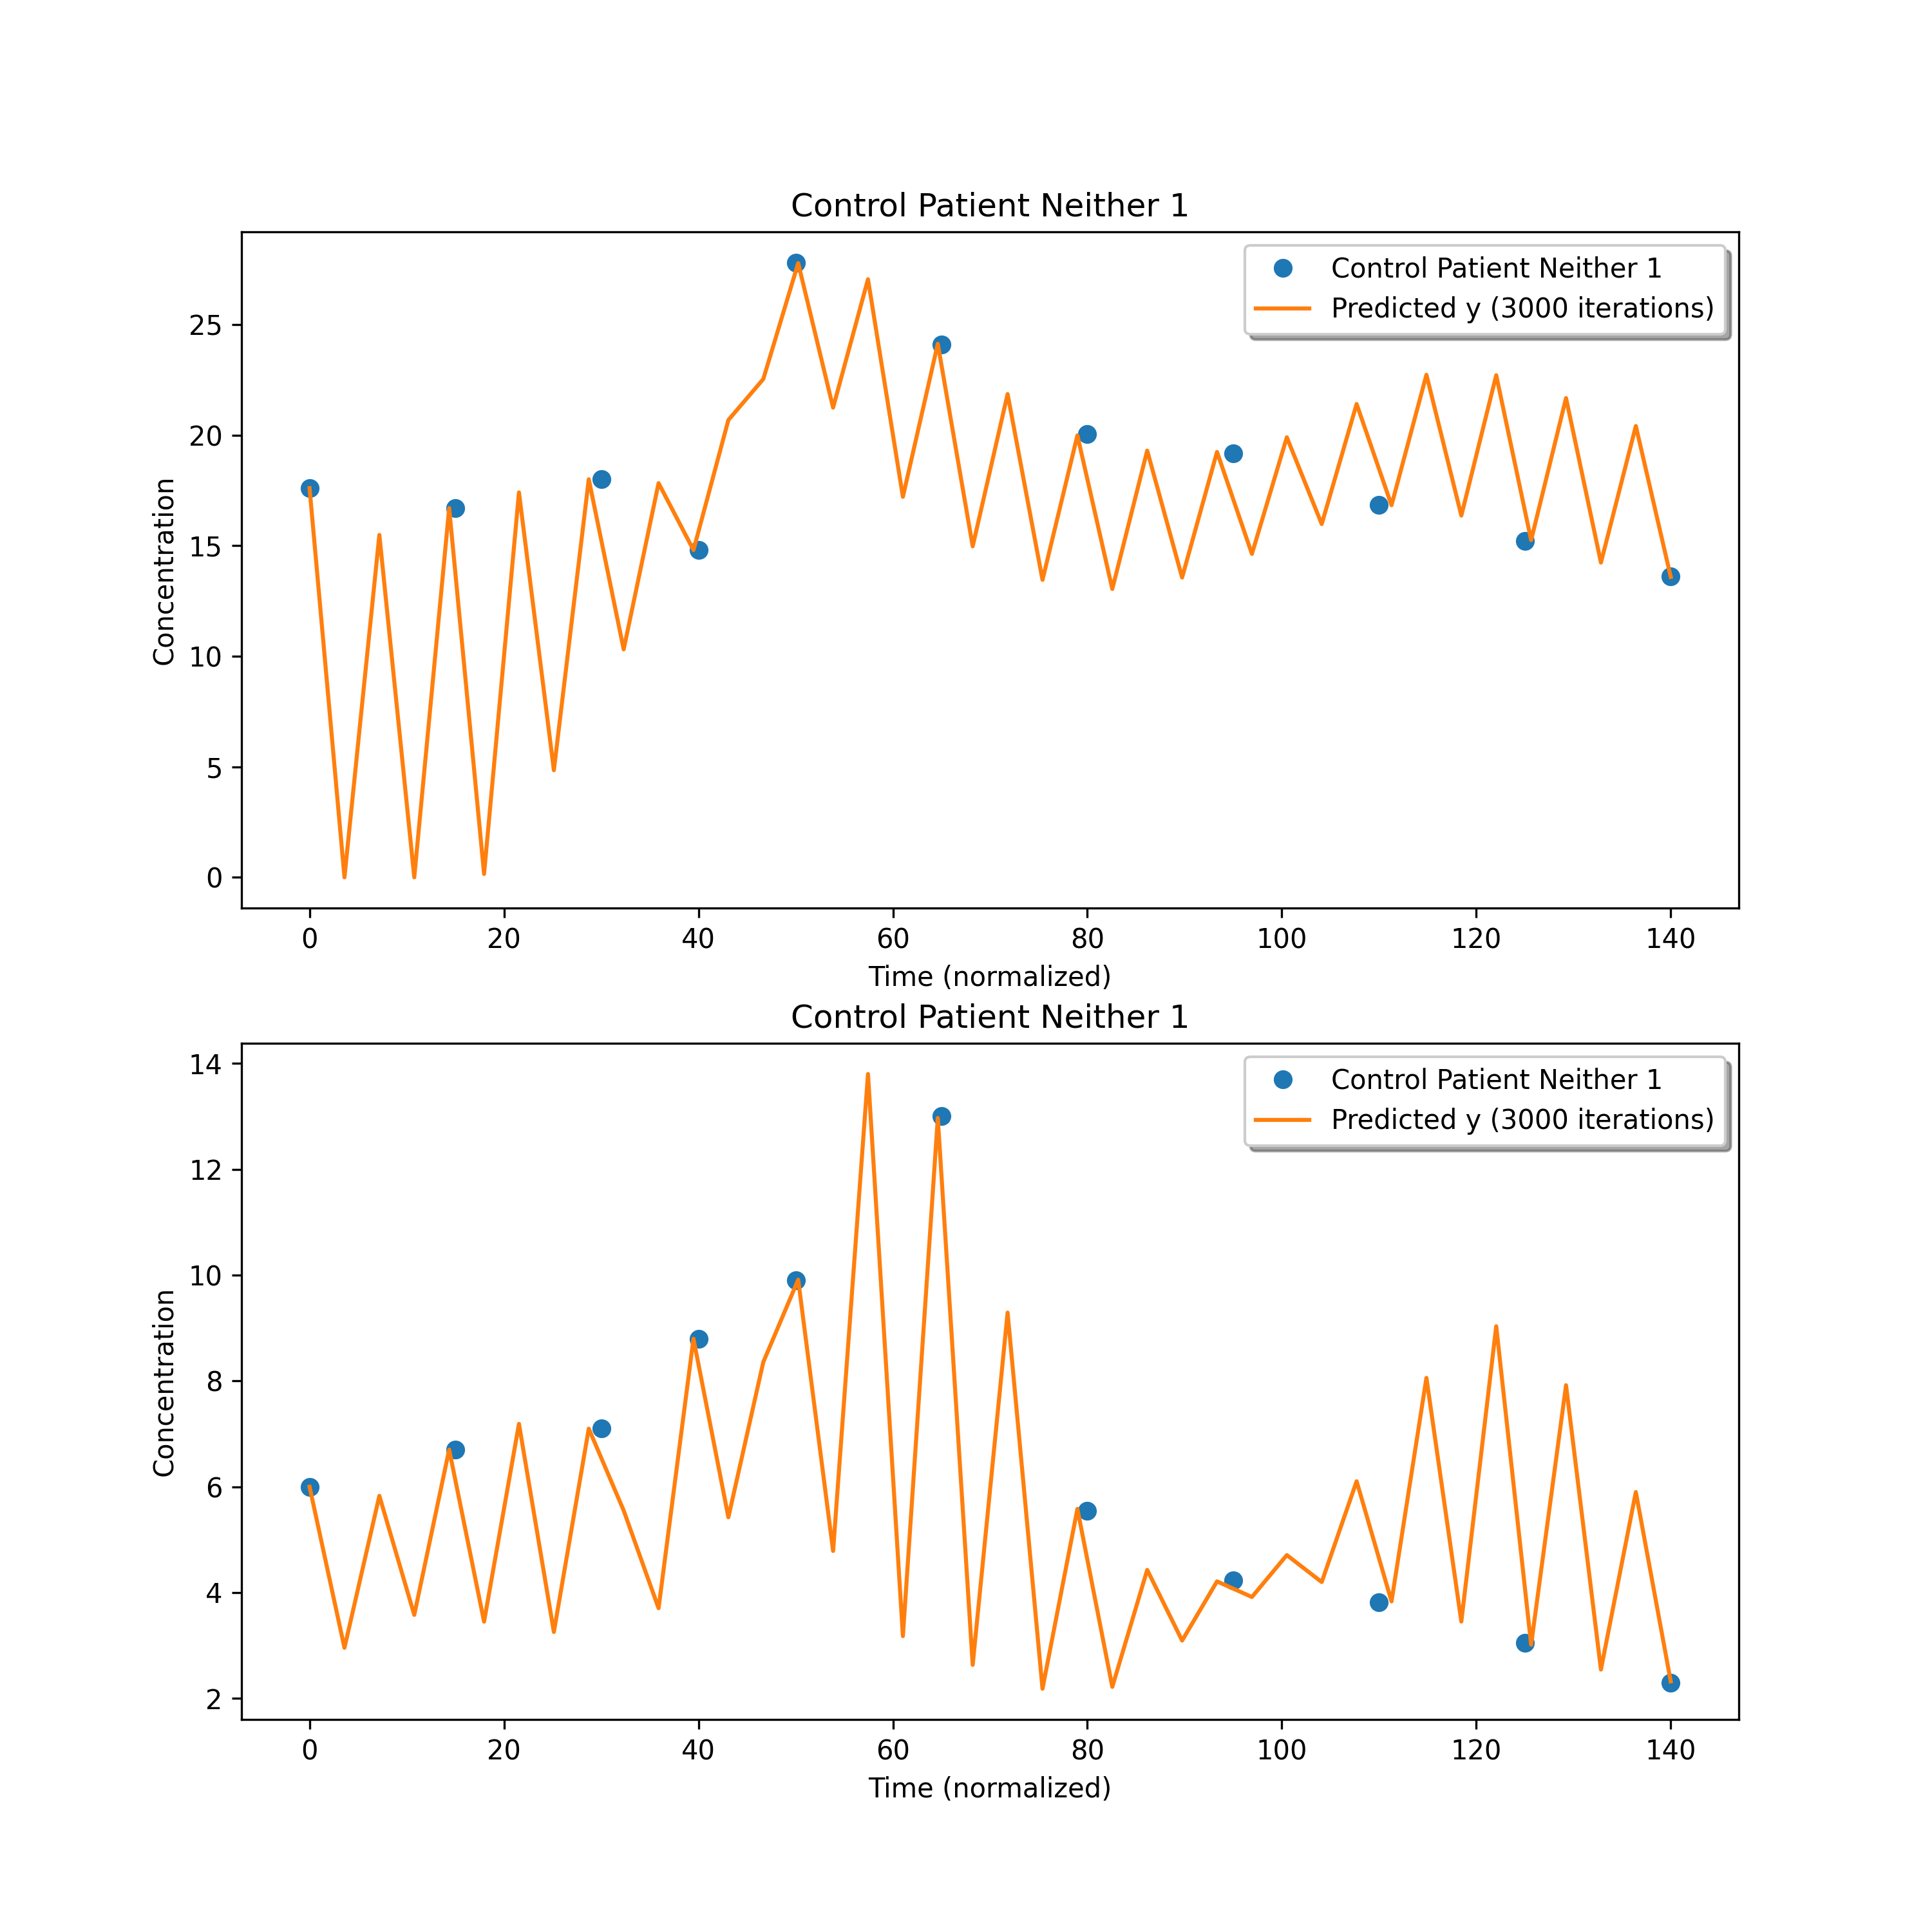 Control Patient Neither 1
Control Patient Neither 1
Predicted y (3000 iterations)
25
20
15
10
5
0
Concentration
0 20 40 60 80 100 120 140
Time (normalized)
Control Patient Neither 1
Control Patient Neither 1
Predicted y (3000 iterations)
14
12
10
8
6
4
2
Concentration
0 20 40 60 80 100 120 140
Time (normalized)